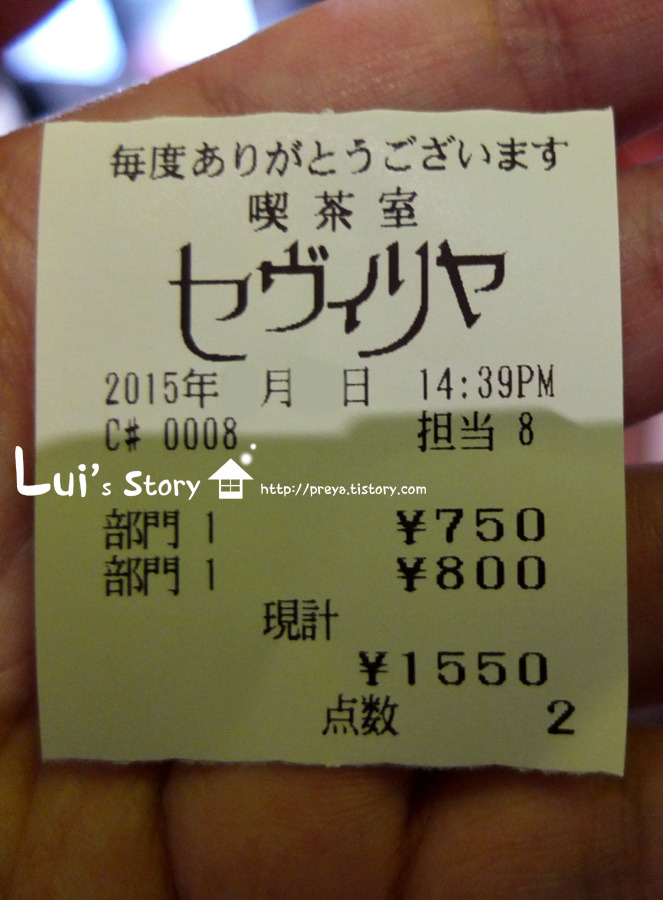 毎度ありがとうございます
喫茶室
セヴィリヤ
2015年 月 日 14:39PM
C# 0008 担当 8
Lui's Story http://preya.tistory.com
部門 1 ¥750
部門 1 ¥800
現計
¥1550
点数 2